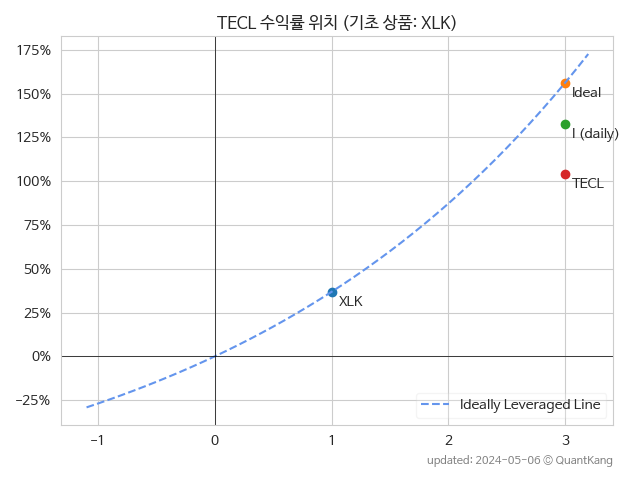 TECL 수익률 위치 (기초 상품: XLK)
175%
150%
125%
100%
75%
50%
25%
0%
−25%
Ideal
I (daily)
TECL
XLK
Ideally Leveraged Line
−1 0 1 2 3
updated: 2024-05-06 © QuantKang